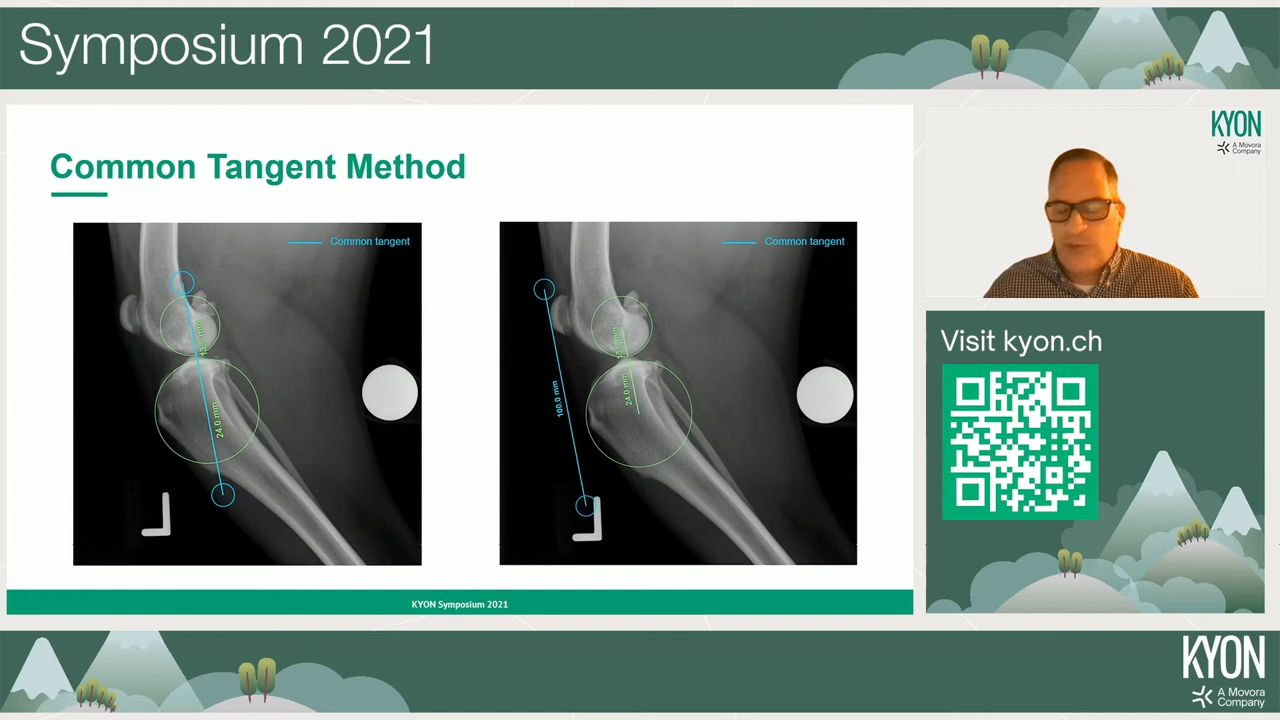 Symposium 2021
KYON
A Movora
Company
Common Tangent Method
Common tangent
24.0 mm
L
Common tangent
100.0 mm
24.0 mm
L
Visit kyon.ch
KYON Symposium 2021
KYON
A Movora
Company